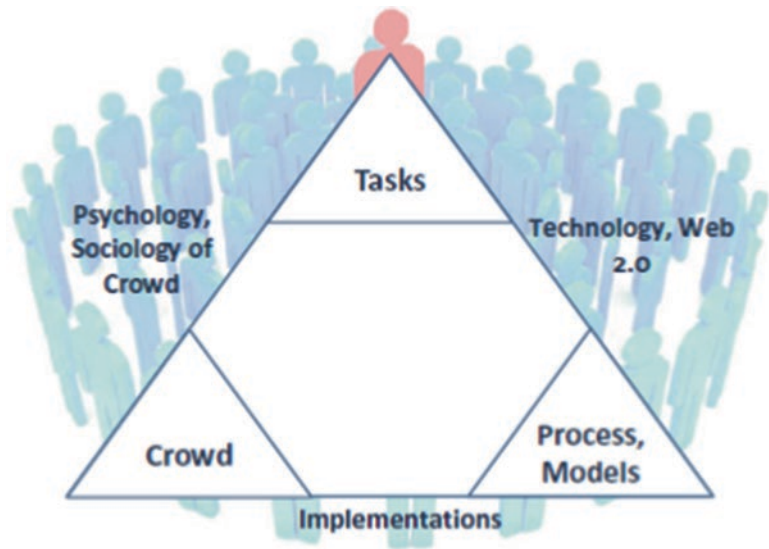 Tasks
Psychology,
Sociology of
Crowd
Technology, Web
2.0
Crowd
Process,
Models
Implementations